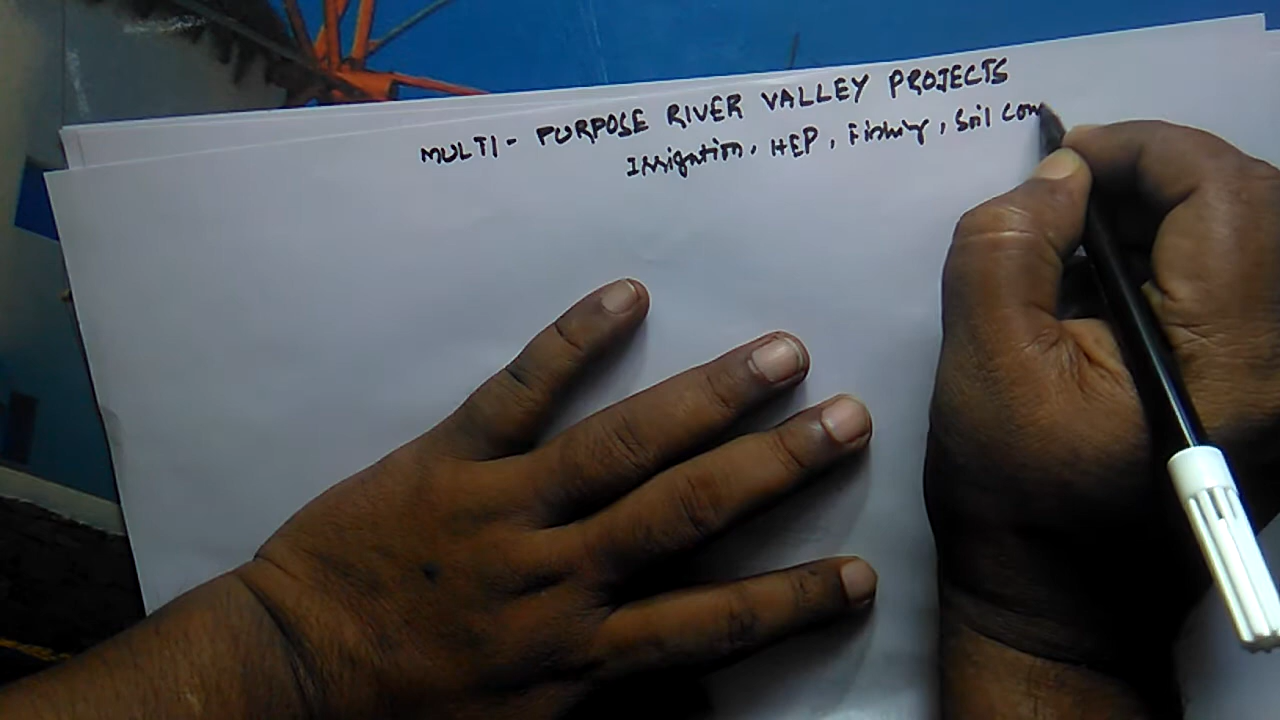 MULTI- PURPOSE RIVER VALLEY PROJECTS
Irrigation, HEP, Fishing, Soil con